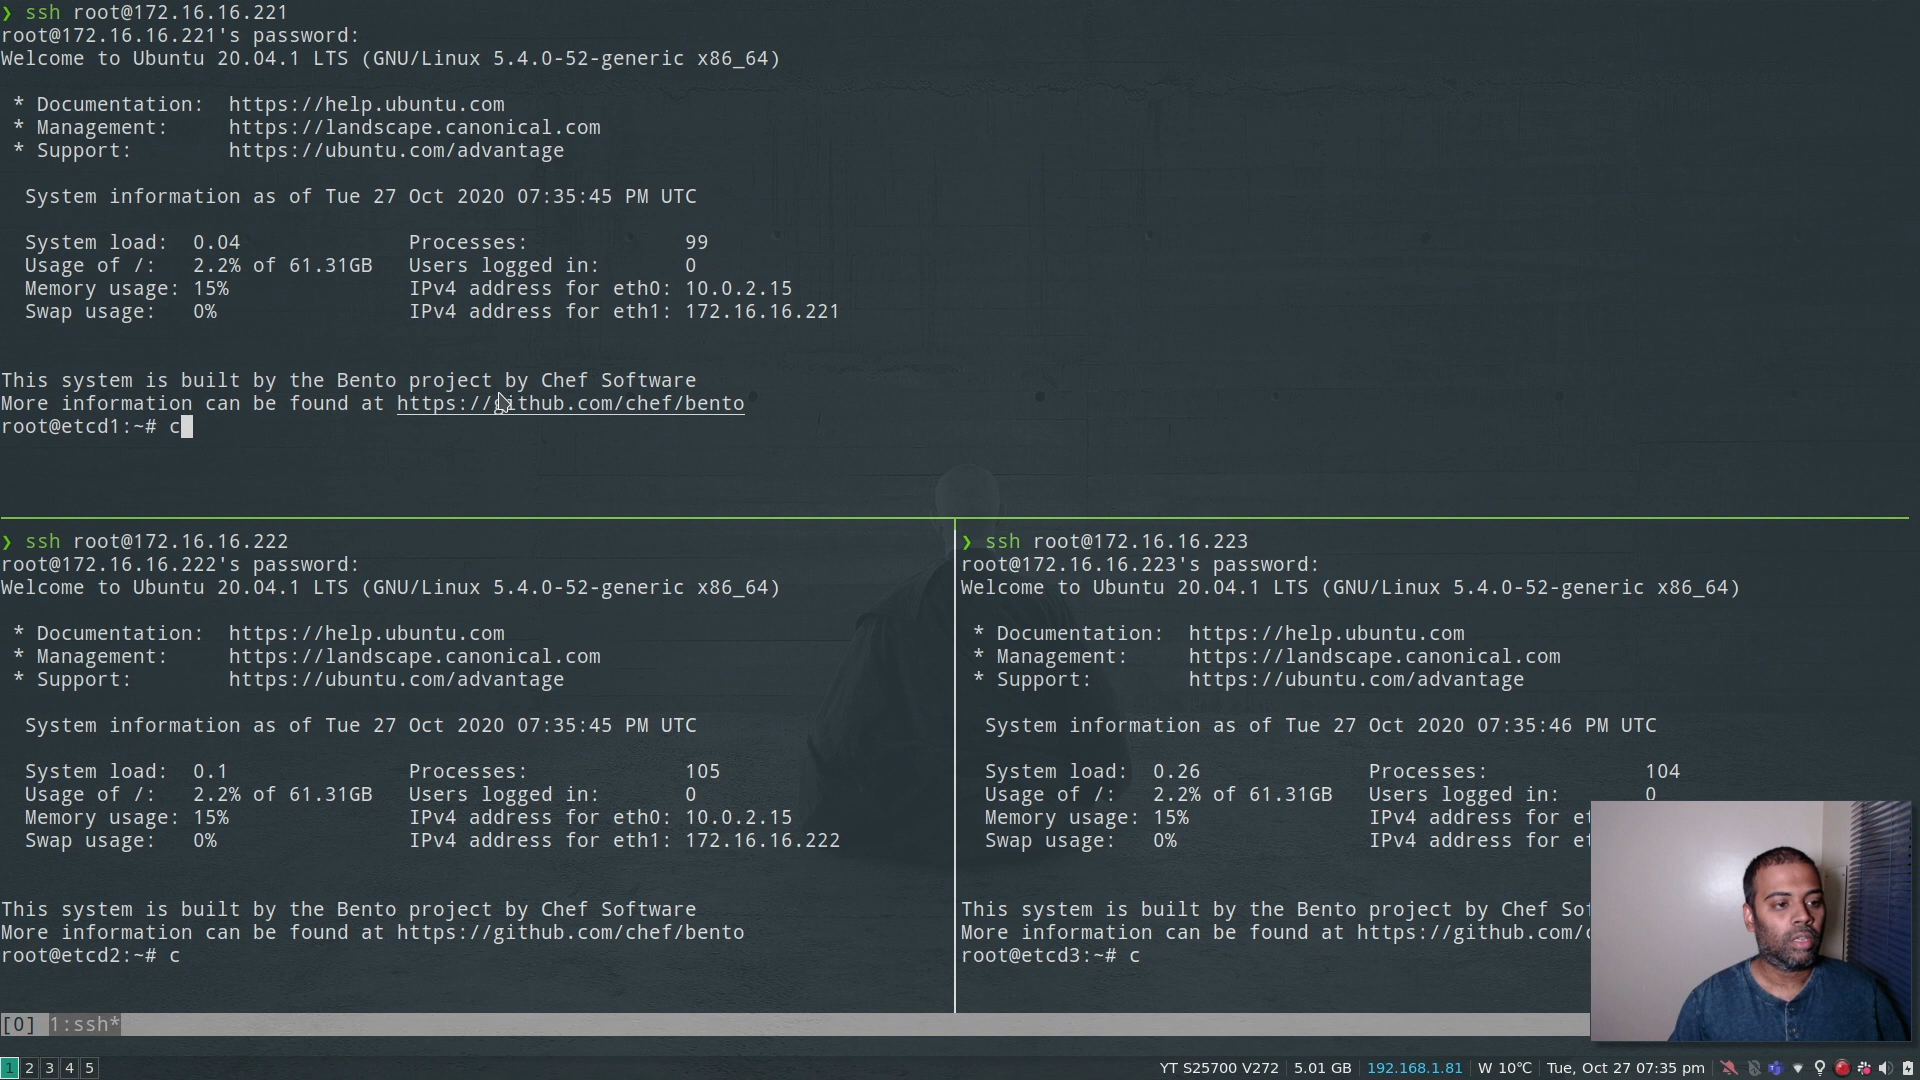 ❯ ssh root@172.16.16.221
root@172.16.16.221's password:
Welcome to Ubuntu 20.04.1 LTS (GNU/Linux 5.4.0-52-generic x86_64)
* Documentation: https://help.ubuntu.com
* Management: https://landscape.canonical.com
* Support: https://ubuntu.com/advantage
System information as of Tue 27 Oct 2020 07:35:45 PM UTC
System load: 0.04 Processes: 99
Usage of /: 2.2% of 61.31GB Users logged in: 0
Memory usage: 15% IPv4 address for eth0: 10.0.2.15
Swap usage: 0% IPv4 address for eth1: 172.16.16.221
This system is built by the Bento project by Chef Software
More information can be found at https://github.com/chef/bento
root@etcd1:~# c
❯ ssh root@172.16.16.222
root@172.16.16.222's password:
Welcome to Ubuntu 20.04.1 LTS (GNU/Linux 5.4.0-52-generic x86_64)
* Documentation: https://help.ubuntu.com
* Management: https://landscape.canonical.com
* Support: https://ubuntu.com/advantage
System information as of Tue 27 Oct 2020 07:35:45 PM UTC
System load: 0.1 Processes: 105
Usage of /: 2.2% of 61.31GB Users logged in: 0
Memory usage: 15% IPv4 address for eth0: 10.0.2.15
Swap usage: 0% IPv4 address for eth1: 172.16.16.222
This system is built by the Bento project by Chef Software
More information can be found at https://github.com/chef/bento
root@etcd2:~# c
❯ ssh root@172.16.16.223
root@172.16.16.223's password:
Welcome to Ubuntu 20.04.1 LTS (GNU/Linux 5.4.0-52-generic x86_64)
* Documentation: https://help.ubuntu.com
* Management: https://landscape.canonical.com
* Support: https://ubuntu.com/advantage
System information as of Tue 27 Oct 2020 07:35:46 PM UTC
System load: 0.26 Processes: 104
Usage of /: 2.2% of 61.31GB Users logged in: 0
Memory usage: 15% IPv4 address for
Swap usage: 0% IPv4 address for
This system is built by the Bento project by Chef
More information can be found at https://github.com/
root@etcd3:~# c
[0] 1:ssh*
1 2 3 4 5 YT S25700 V272 5.01 GB 192.168.1.81 W 10℃ Tue, Oct 27 07:35 pm